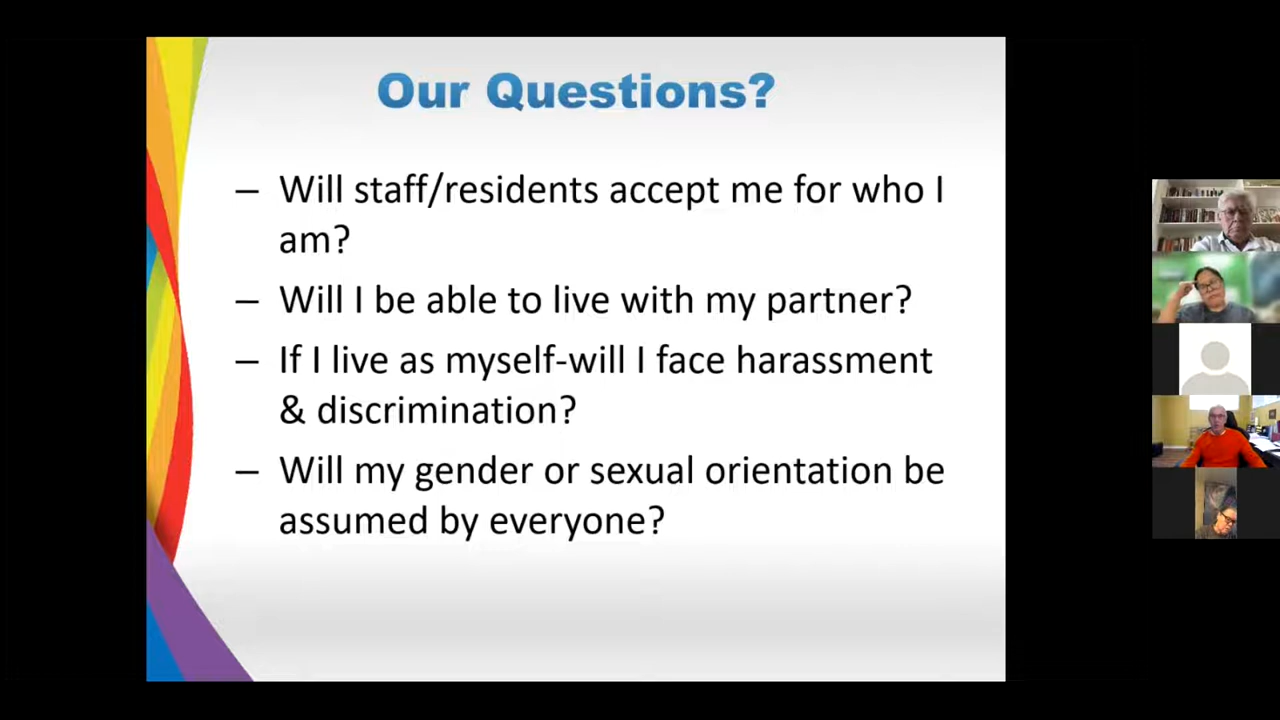 Our Questions?
– Will staff/residents accept me for who I
am?
– Will I be able to live with my partner?
– If I live as myself-will I face harassment
& discrimination?
– Will my gender or sexual orientation be
assumed by everyone?